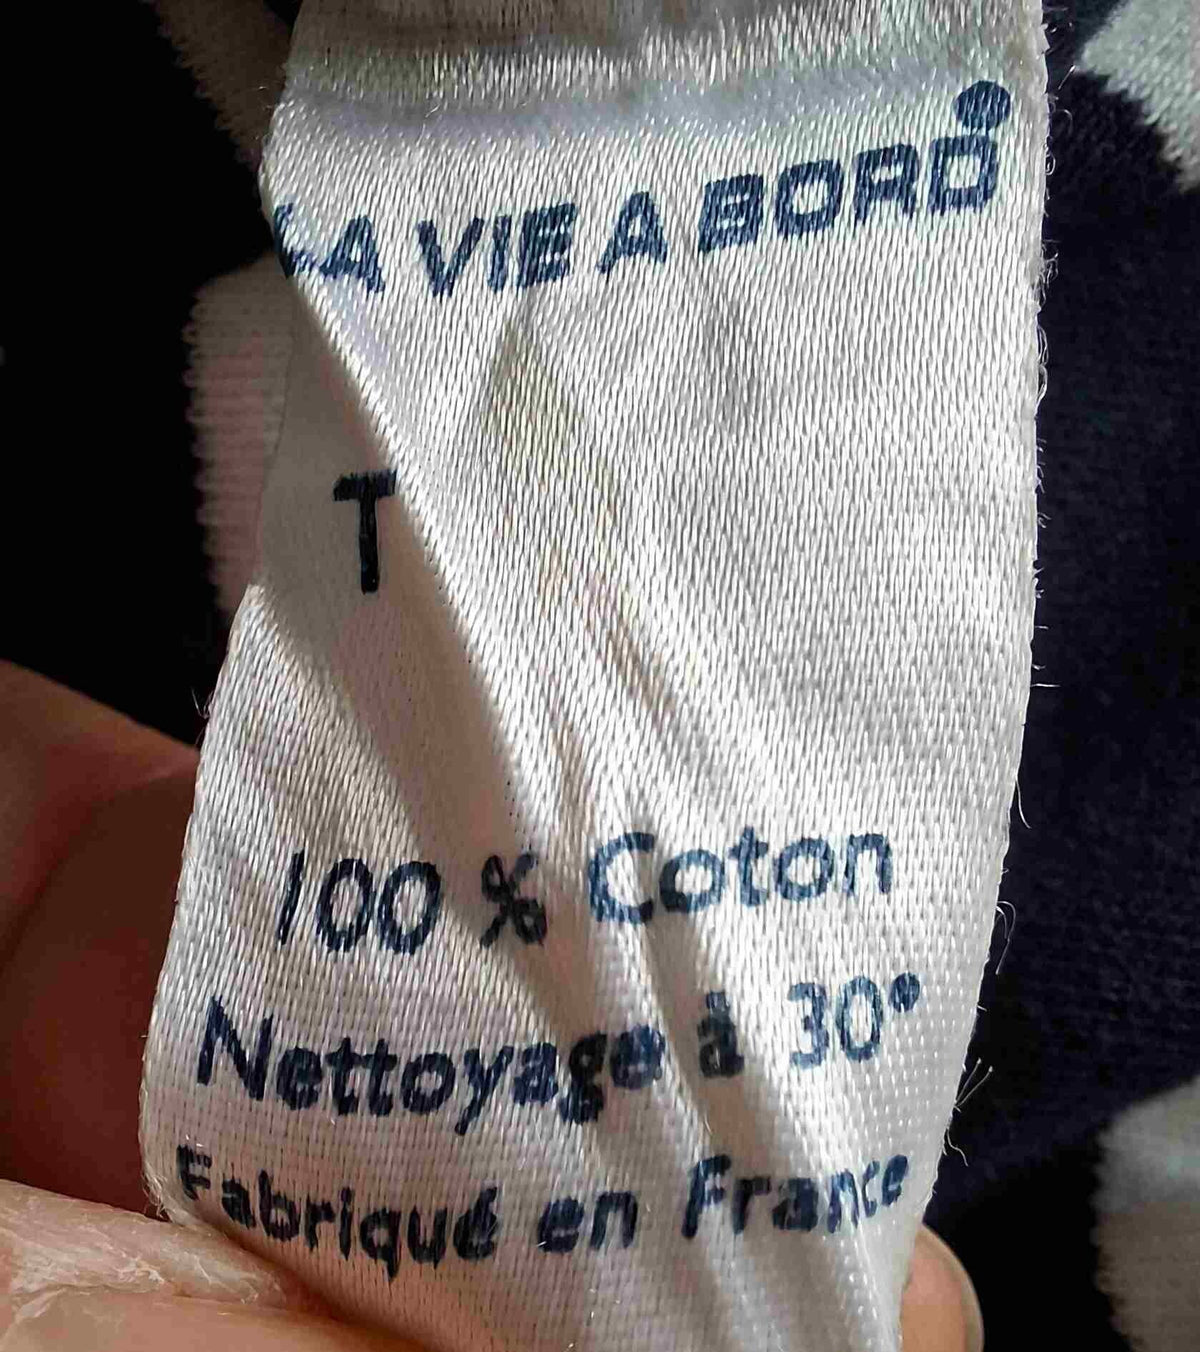 LA VIE A BORD
T
100 % Coton
Nettoyage à 30°
Fabriqué en France